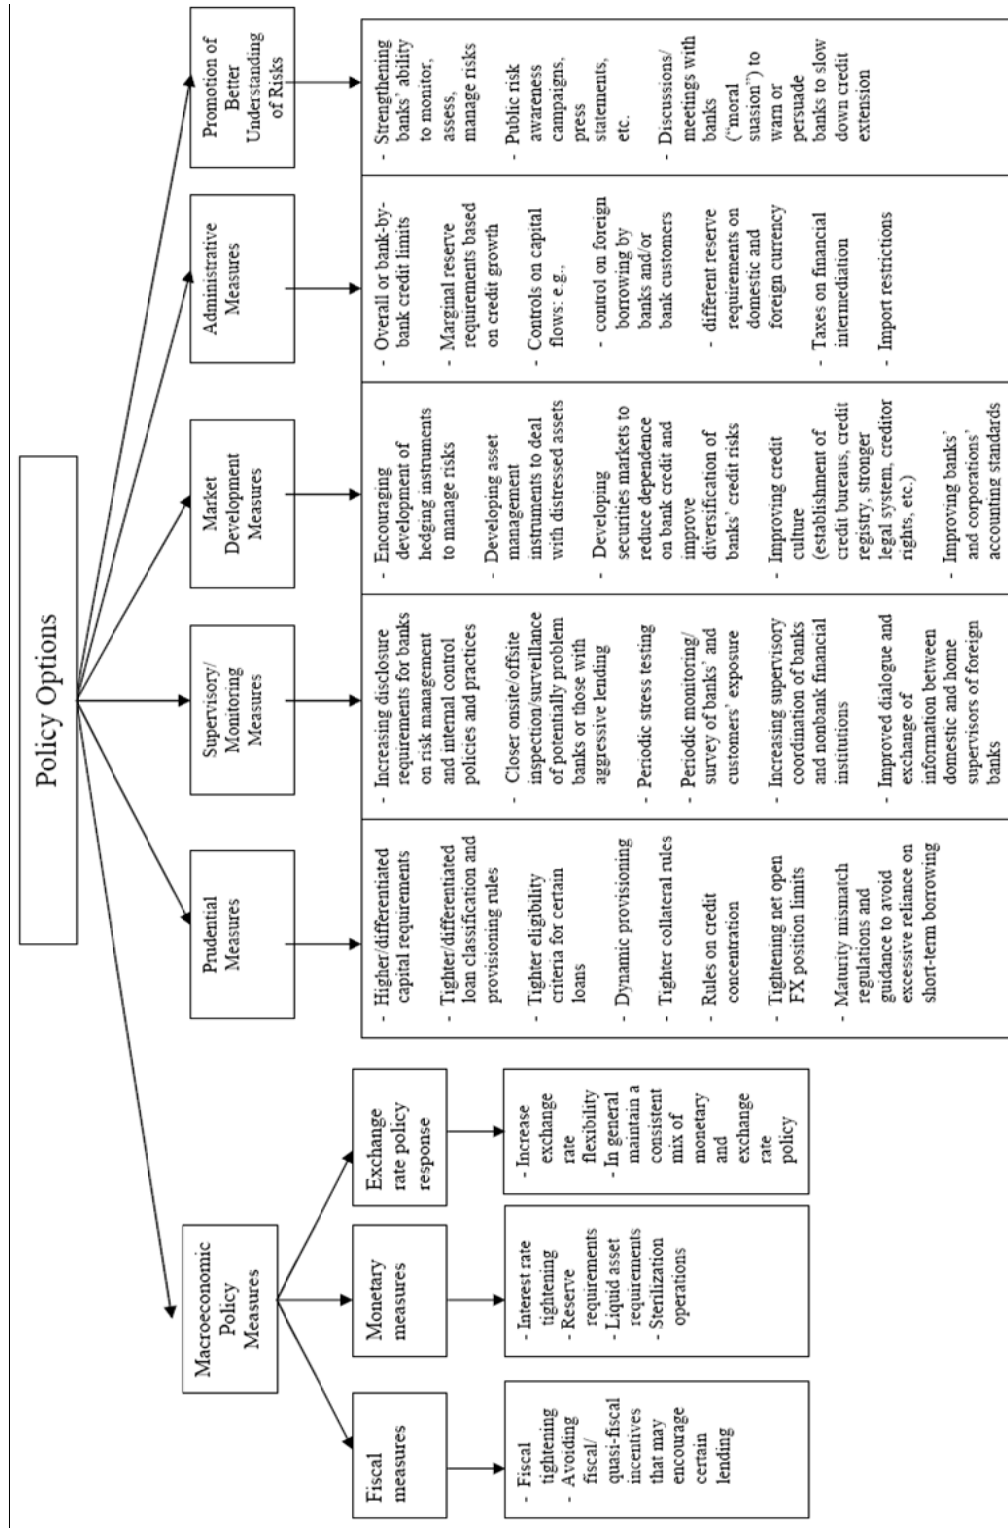 Policy Options
Macroeconomic
Policy
Measures
Prudential
Measures
Supervisory/
Monitoring
Measures
Market
Development
Measures
Administrative
Measures
Promotion of
Better
Understanding
of Risks
Fiscal
measures
Monetary
measures
Exchange
rate policy
response
- Fiscal
tightening
- Avoiding
fiscal/
quasi-fiscal
incentives
that may
encourage
certain
lending
- Interest rate
tightening
- Reserve
requirements
- Liquid asset
requirements
- Sterilization
operations
- Increase
exchange
rate
flexibility
- In general
maintain a
consistent
mix of
monetary
and
exchange
rate
policy
- Higher/differentiated
capital requirements
- Tighter/differentiated
loan classification and
provisioning rules
- Tighter eligibility
criteria for certain
loans
- Dynamic provisioning
- Tighter collateral rules
- Rules on credit
concentration
- Tightening net open
FX position limits
- Maturity mismatch
regulations and
guidance to avoid
excessive reliance on
short-term borrowing
- Increasing disclosure
requirements for banks
on risk management
and internal control
policies and practices
- Closer onsite/offsite
inspection/surveillance
of potentially problem
banks or those with
aggressive lending
- Periodic stress testing
- Periodic monitoring/
survey of banks’ and
customers’ exposure
- Increasing supervisory
coordination of banks
and nonbank financial
institutions
- Improved dialogue and
exchange of
information between
domestic and home
supervisors of foreign
banks
- Encouraging
development of
hedging instruments
to manage risks
- Developing asset
management
instruments to deal
with distressed assets
- Developing
securities markets to
reduce dependence
on bank credit and
improve
diversification of
banks’ credit risks
- Improving credit
culture
(establishment of
credit bureaus, credit
registry, stronger
legal system, creditor
rights, etc.)
- Improving banks’
and corporations’
accounting standards
- Overall or bank-by-
bank credit limits
- Marginal reserve
requirements based
on credit growth
- Controls on capital
flows: e.g.,
- control on foreign
borrowing by
banks and/or
bank customers
- different reserve
requirements on
domestic and
foreign currency
- Taxes on financial
intermediation
- Import restrictions
- Strengthening
banks’ ability
to monitor,
assess,
manage risks
- Public risk
awareness
campaigns,
press
statements,
etc.
- Discussions/
meetings with
banks
(“moral
suasion”) to
warn or
persuade
banks to slow
down credit
extension